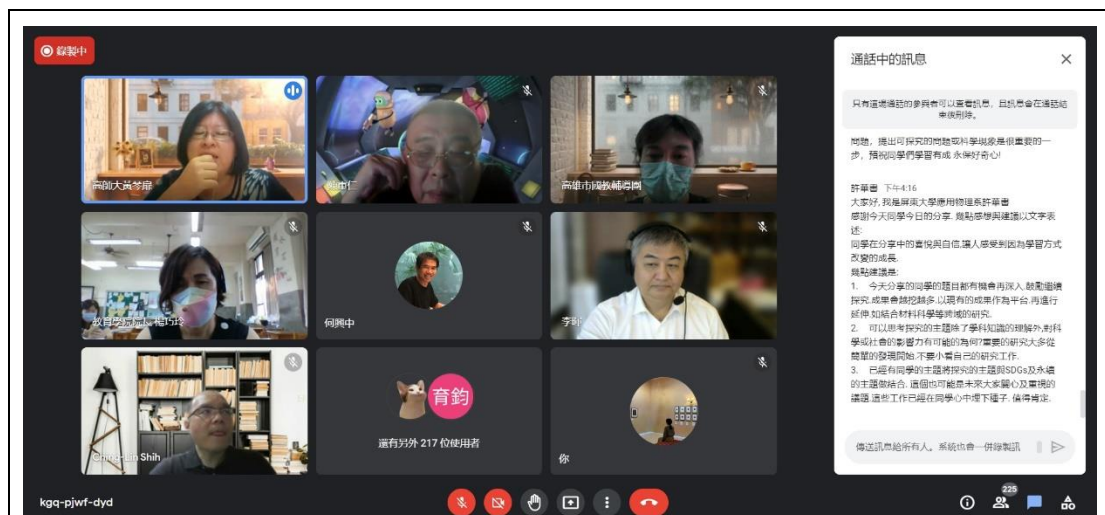 錄製中
高師大黃琴扉
高雄市國教輔導團
何興中
Ching-Lin Shih
育鈞
還有另外 217 位使用者
你
kgq-pjwf-dyd
225
通話中的訊息
只有這場通話的參與者可以查看訊息,且訊息會在通話結
束後刪除。
問題, 提出可探究的問題或科學現象是很重要的一
步, 預祝同學們學習有成 永保好奇心!
許華書 下午4:16
大家好, 我是屏東大學應用物理系許華書
感謝今天同學今日的分享. 幾點感想與建議以文字表
述:
同學在分享中的喜悅與自信,讓人感受到因為學習方式
改變的成長.
幾點建議是:
1. 今天分享的同學的題目都有機會再深入.鼓勵繼續
探究.成果會越挖越多.以現有的成果作為平台.再進行
延伸.如結合材料科學等跨域的研究.
2. 可以思考探究的主題除了學科知識的理解外,對科
學或社會的影響力有可能的為何?重要的研究大多從
簡單的發現開始.不要小看自己的研究工作.
3. 已經有同學的主題將探究的主題與SDGs及永續
的主題做結合. 這個也可能是未來大家關心及重視的
議題.這些工作已經在同學心中埋下種子. 值得肯定.
傳送訊息給所有人。系統也會一併錄製訊